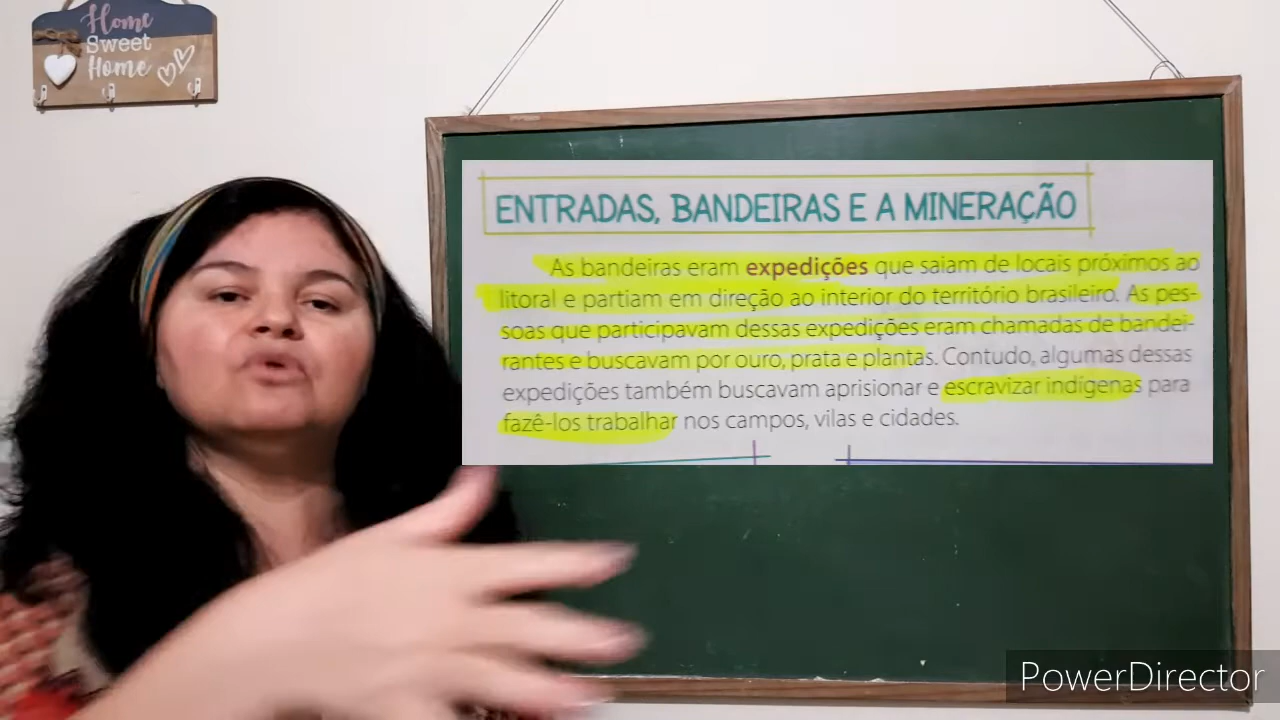 Home
Sweet
Home
ENTRADAS, BANDEIRAS E A MINERAÇÃO
As bandeiras eram expedições que saiam de locais próximos ao
litoral e partiam em direção ao interior do território brasileiro. As pes-
soas que participavam dessas expedições eram chamadas de bandei-
rantes e buscavam por ouro, prata e plantas. Contudo, algumas dessas
expedições também buscavam aprisionar e escravizar indígenas para
fazê-los trabalhar nos campos, vilas e cidades.
PowerDirector